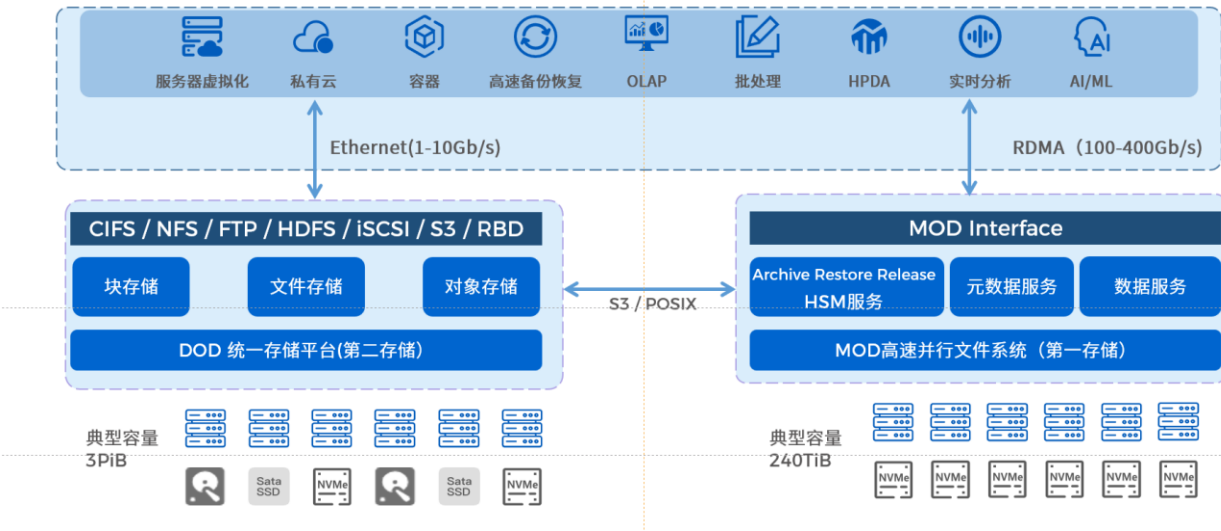 服务器虚拟化 私有云 容器 高速备份恢复 OLAP 批处理 HPDA 实时分析 AI/ML
AI
Ethernet(1-10Gb/s)
RDMA（100-400Gb/s)
CIFS / NFS / FTP / HDFS / iSCSI / S3 / RBD
块存储 文件存储 对象存储
DOD 统一存储平台(第二存储）
S3 / POSIX
MOD Interface
Archive Restore Release
HSM服务
元数据服务 数据服务
MOD高速并行文件系统（第一存储）
典型容量
3PiB
Sata
SSD
NVMe
Sata
SSD
NVMe
典型容量
240TiB
NVMe NVMe NVMe NVMe NVMe NVMe